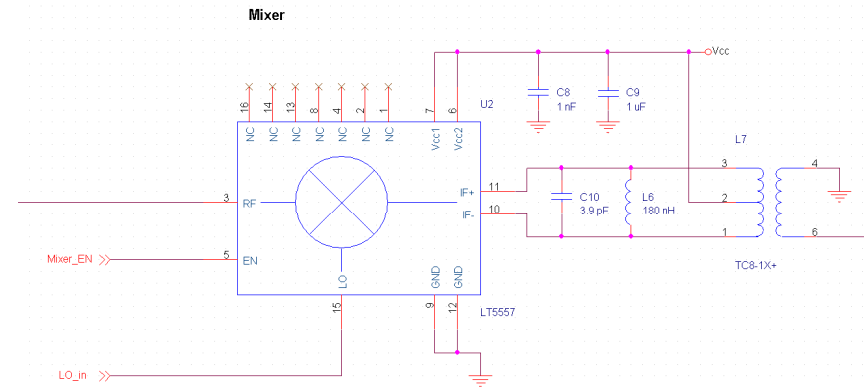 Mixer
Vcc
U2
C8
1 nF
C9
1 uF
16
14
13
8
4
2
1
7
6
NC
NC
NC
NC
NC
NC
NC
Vcc1
Vcc2
L7
3
4
11
IF+
C10
3.9 pF
L6
180 nH
3
RF
2
IF-
10
1
6
Mixer_EN
5
EN
TC8-1X+
LO
GND
GND
15
9
12
LT5557
LO_in